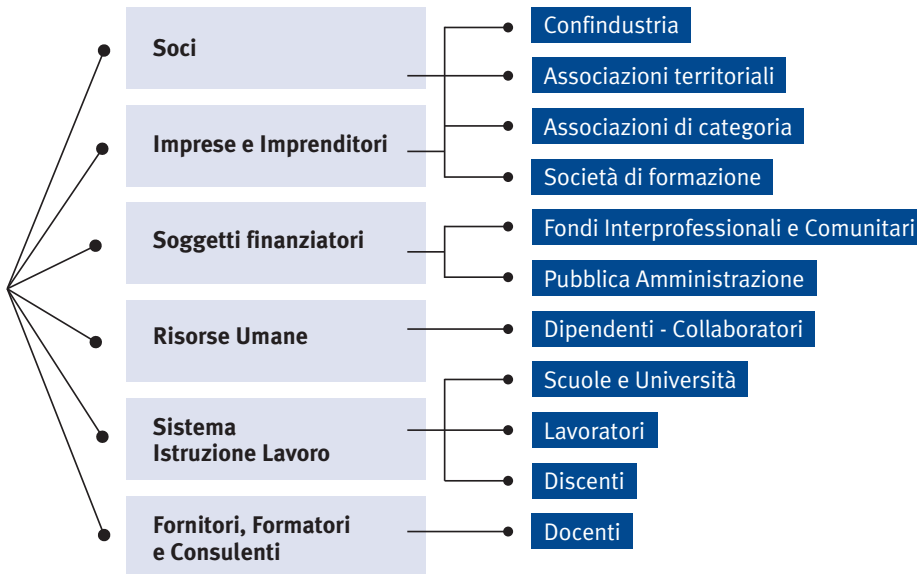 Soci
Imprese e Imprenditori
Soggetti finanziatori
Risorse Umane
Sistema
Istruzione Lavoro
Fornitori, Formatori
e Consulenti
Confindustria
Associazioni territoriali
Associazioni di categoria
Società di formazione
Fondi Interprofessionali e Comunitari
Pubblica Amministrazione
Dipendenti - Collaboratori
Scuole e Università
Lavoratori
Discenti
Docenti